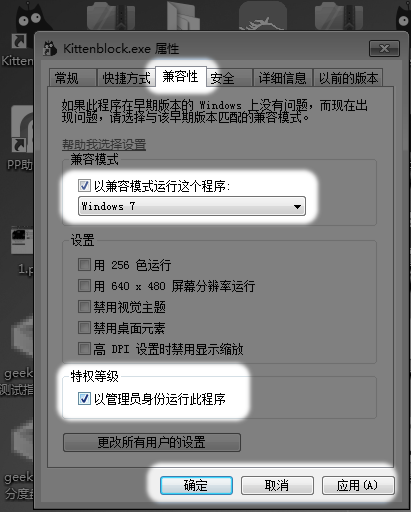 Kittenblock.exe 属性
常规
快捷方式
兼容性
安全
详细信息
以前的版本
如果此程序在早期版本的 Windows 上没有问题，而现在出
现问题，请选择与该早期版本匹配的兼容模式。
帮助我选择设置
兼容模式
以兼容模式运行这个程序:
Windows 7
设置
用 256 色运行
用 640 x 480 屏幕分辨率运行
禁用视觉主题
禁用桌面元素
高 DPI 设置时禁用显示缩放
特权等级
以管理员身份运行此程序
更改所有用户的设置
确定
取消
应用(A)
Kitten
PP助
1.p
geek
测试指
geek